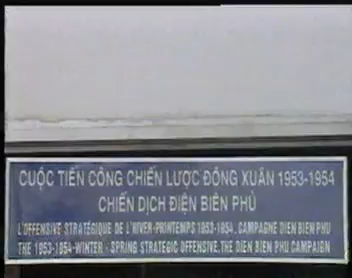 CUỘC TIẾN CÔNG CHIẾN LƯỢC ĐÔNG XUÂN 1953-1954
CHIẾN DỊCH ĐIỆN BIÊN PHỦ
L'OFFENSIVE STRATÉGIQUE DE L'HIVER-PRINTEMPS 1953-1954. CAMPAGNE DIEN BIEN PHU
THE 1953-1954-WINTER - SPRING STRATEGIC OFFENSIVE. THE DIEN BIEN PHU CAMPAIGN